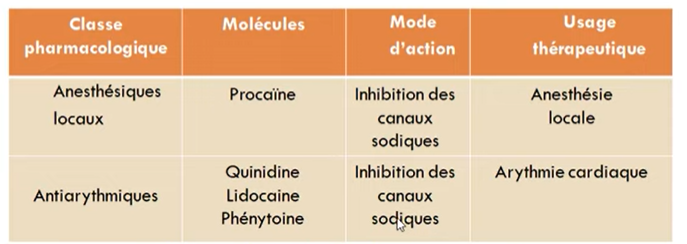 Classe pharmacologique
Molécules
Mode d'action
Usage thérapeutique
Anesthésiques locaux
Procaïne
Inhibition des canaux sodiques
Anesthésie locale
Antiarythmiques
Quinidine
Lidocaine
Phénytoine
Inhibition des canaux sodiques
Arythmie cardiaque